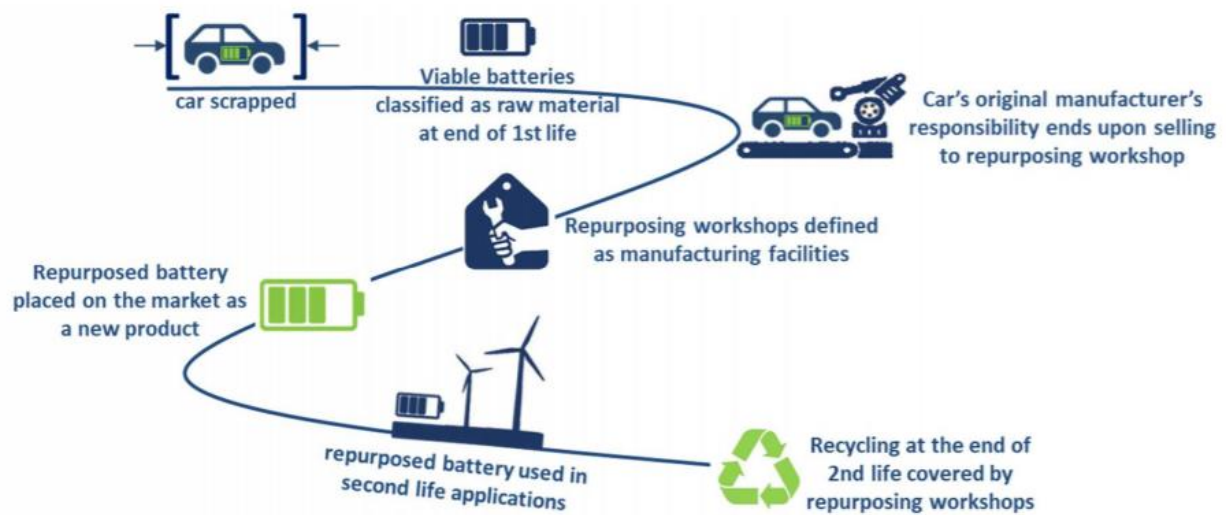 car scrapped
Viable batteries
classified as raw material
at end of 1st life
Car's original manufacturer's
responsibility ends upon selling
to repurposing workshop
Repurposing workshops defined
as manufacturing facilities
Repurposed battery
placed on the market as
a new product
repurposed battery used in
second life applications
Recycling at the end of
2nd life covered by
repurposing workshops